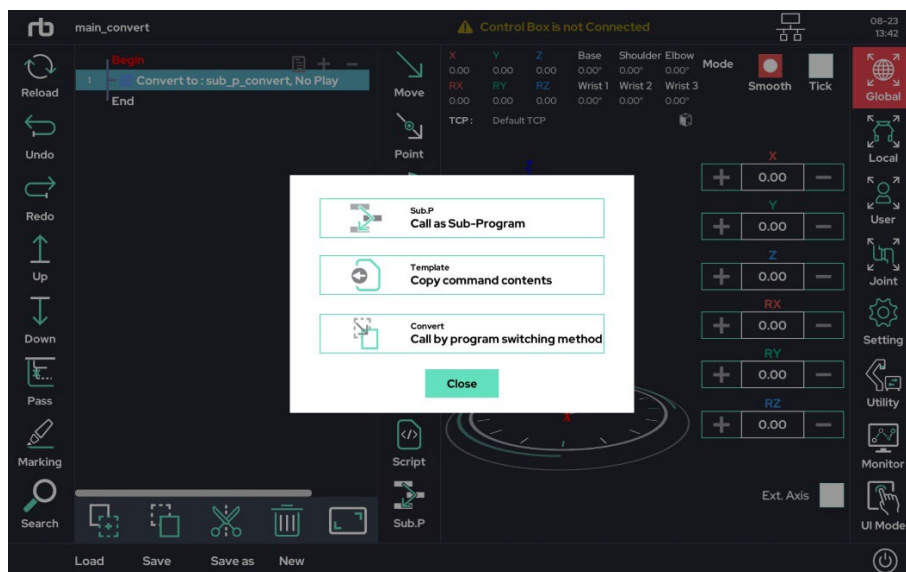 rb
main_convert
Control Box is not Connected
08-23
13:42
Reload
Undo
Redo
Up
Down
Pass
Marking
Search
Begin
1 Convert to : sub_p_convert, No Play
End
Move
Point
Script
Sub.P
X Y Z Base Shoulder Elbow
0.00 0.00 0.00 0.00° 0.00° 0.00°
RX RY RZ Wrist 1 Wrist 2 Wrist 3
0.00 0.00 0.00 0.00° 0.00° 0.00°
TCP : Default TCP
Mode
Smooth Tick
Sub.P
Call as Sub-Program
Template
Copy command contents
Convert
Call by program switching method
Close
X
0.00
Y
0.00
Z
0.00
RX
0.00
RY
0.00
RZ
0.00
X
Ext. Axis
Global
Local
User
Joint
Setting
Utility
Monitor
UI Mode
Load Save Save as New